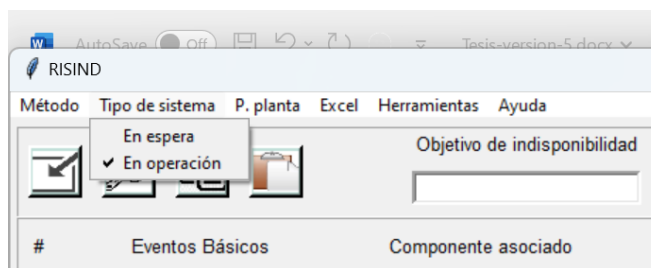 AutoSave Off Tesis-version-5.docx
RISIND
Método Tipo de sistema P. planta Excel Herramientas Ayuda
En espera
✓ En operación
Objetivo de indisponibilidad
# Eventos Básicos Componente asociado